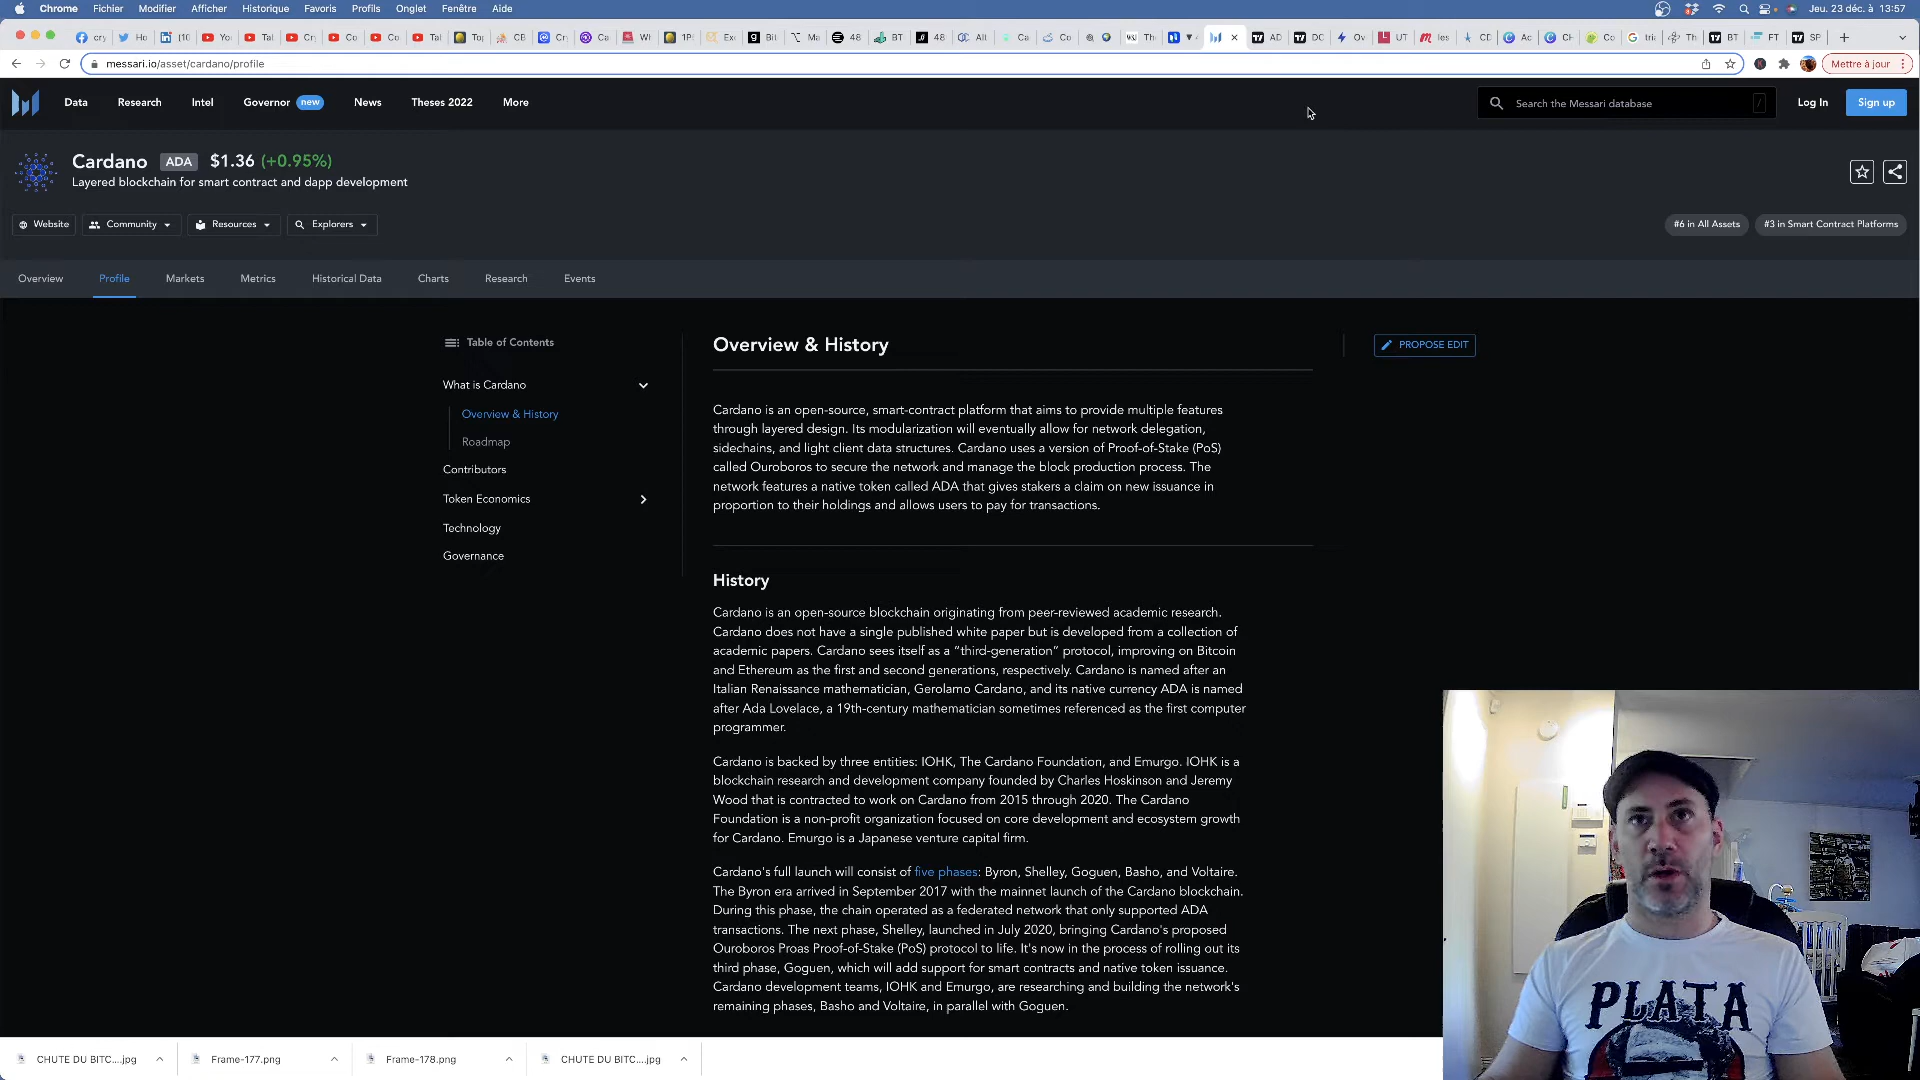 Chrome Fichier Modifier Afficher Historique Favoris Profils Onglet Fenêtre Aide Jeu. 23 déc. à 13:57
messari.io/asset/cardano/profile Mettre à jour
Data Research Intel Governor new News Theses 2022 More Search the Messari database / Log In Sign up
Cardano ADA $1.36 (+0.95%)
Layered blockchain for smart contract and dapp development
Website Community Resources Explorers #6 in All Assets #3 in Smart Contract Platforms
Overview Profile Markets Metrics Historical Data Charts Research Events
Table of Contents
What is Cardano
Overview & History
Roadmap
Contributors
Token Economics
Technology
Governance
Overview & History
PROPOSE EDIT
Cardano is an open-source, smart-contract platform that aims to provide multiple features
through layered design. Its modularization will eventually allow for network delegation,
sidechains, and light client data structures. Cardano uses a version of Proof-of-Stake (PoS)
called Ouroboros to secure the network and manage the block production process. The
network features a native token called ADA that gives stakers a claim on new issuance in
proportion to their holdings and allows users to pay for transactions.
History
Cardano is an open-source blockchain originating from peer-reviewed academic research.
Cardano does not have a single published white paper but is developed from a collection of
academic papers. Cardano sees itself as a “third-generation” protocol, improving on Bitcoin
and Ethereum as the first and second generations, respectively. Cardano is named after an
Italian Renaissance mathematician, Gerolamo Cardano, and its native currency ADA is named
after Ada Lovelace, a 19th-century mathematician sometimes referenced as the first computer
programmer.
Cardano is backed by three entities: IOHK, The Cardano Foundation, and Emurgo. IOHK is a
blockchain research and development company founded by Charles Hoskinson and Jeremy
Wood that is contracted to work on Cardano from 2015 through 2020. The Cardano
Foundation is a non-profit organization focused on core development and ecosystem growth
for Cardano. Emurgo is a Japanese venture capital firm.
Cardano's full launch will consist of five phases: Byron, Shelley, Goguen, Basho, and Voltaire.
The Byron era arrived in September 2017 with the mainnet launch of the Cardano blockchain.
During this phase, the chain operated as a federated network that only supported ADA
transactions. The next phase, Shelley, launched in July 2020, bringing Cardano's proposed
Ouroboros Proas Proof-of-Stake (PoS) protocol to life. It's now in the process of rolling out its
third phase, Goguen, which will add support for smart contracts and native token issuance.
Cardano development teams, IOHK and Emurgo, are researching and building the network's
remaining phases, Basho and Voltaire, in parallel with Goguen.
PLATA
CHUTE DU BITC....jpg Frame-177.png Frame-178.png CHUTE DU BITC....jpg